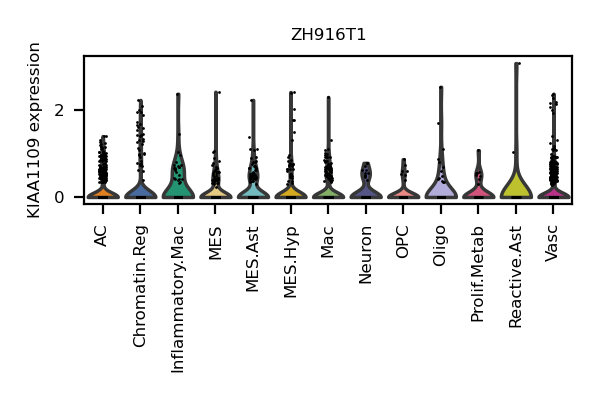 ZH916T1
KIAA1109 expression
2
0
AC
Chromatin.Reg
Inflammatory.Mac
MES
MES.Ast
MES.Hyp
Mac
Neuron
OPC
Oligo
Prolif.Metab
Reactive.Ast
Vasc